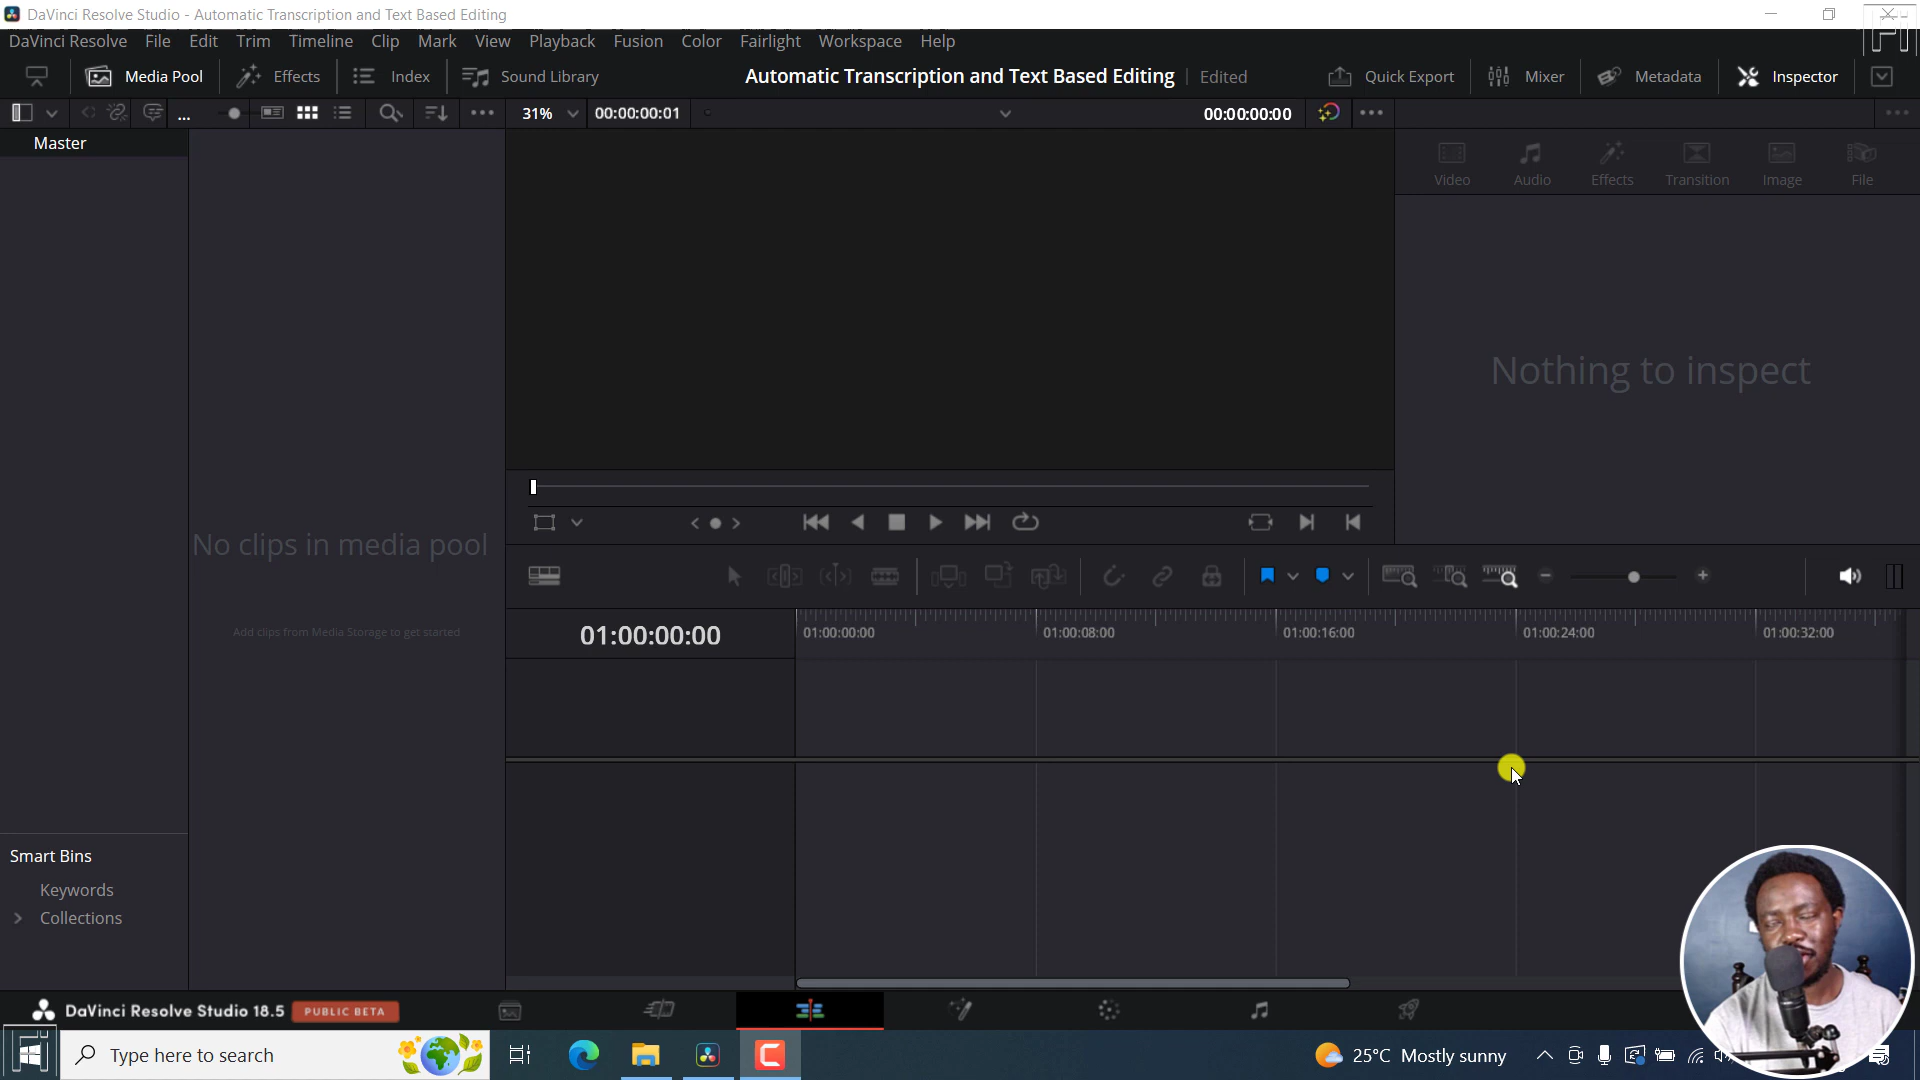 DaVinci Resolve Studio - Automatic Transcription and Text Based Editing
DaVinci Resolve File Edit Trim Timeline Clip Mark View Playback Fusion Color Fairlight Workspace Help
Media Pool Effects Index Sound Library Automatic Transcription and Text Based Editing Edited Quick Export Mixer Metadata Inspector
... 31% 00:00:00:01 00:00:00:00
Master
Video Audio Effects Transition Image File
Nothing to inspect
No clips in media pool
Add clips from Media Storage to get started
01:00:00:00 01:00:00:00 01:00:08:00 01:00:16:00 01:00:24:00 01:00:32:00
Smart Bins
Keywords
Collections
DaVinci Resolve Studio 18.5 PUBLIC BETA
Type here to search 25°C Mostly sunny